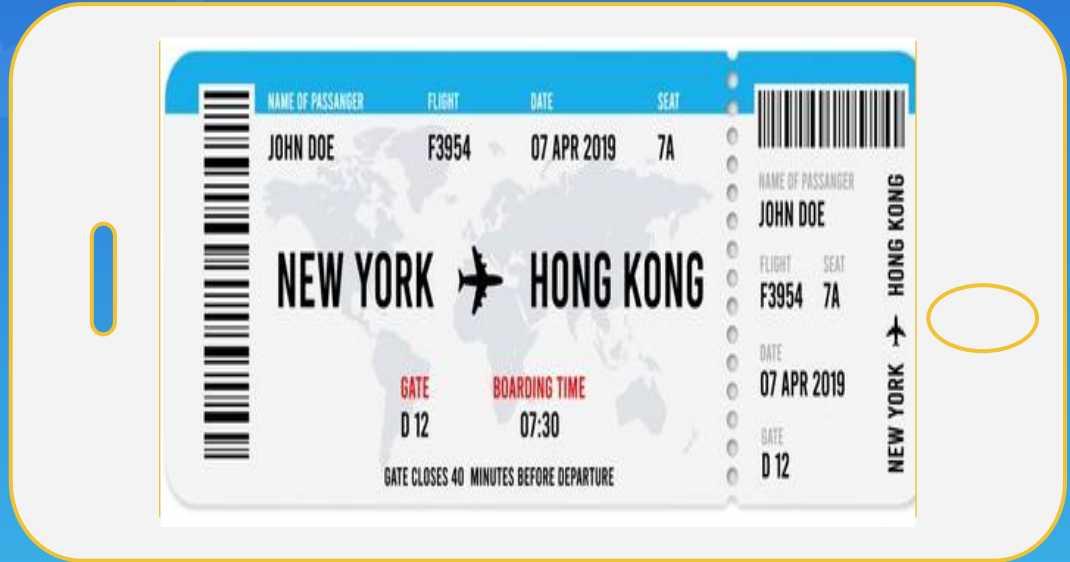 NAME OF PASSANGER FLIGHT DATE SEAT
JOHN DOE F3954 07 APR 2019 7A
NEW YORK HONG KONG
GATE BOARDING TIME
D 12 07:30
GATE CLOSES 40 MINUTES BEFORE DEPARTURE
NAME OF PASSANGER
JOHN DOE
FLIGHT SEAT
F3954 7A
DATE
07 APR 2019
GATE
D 12
NEW YORK HONG KONG